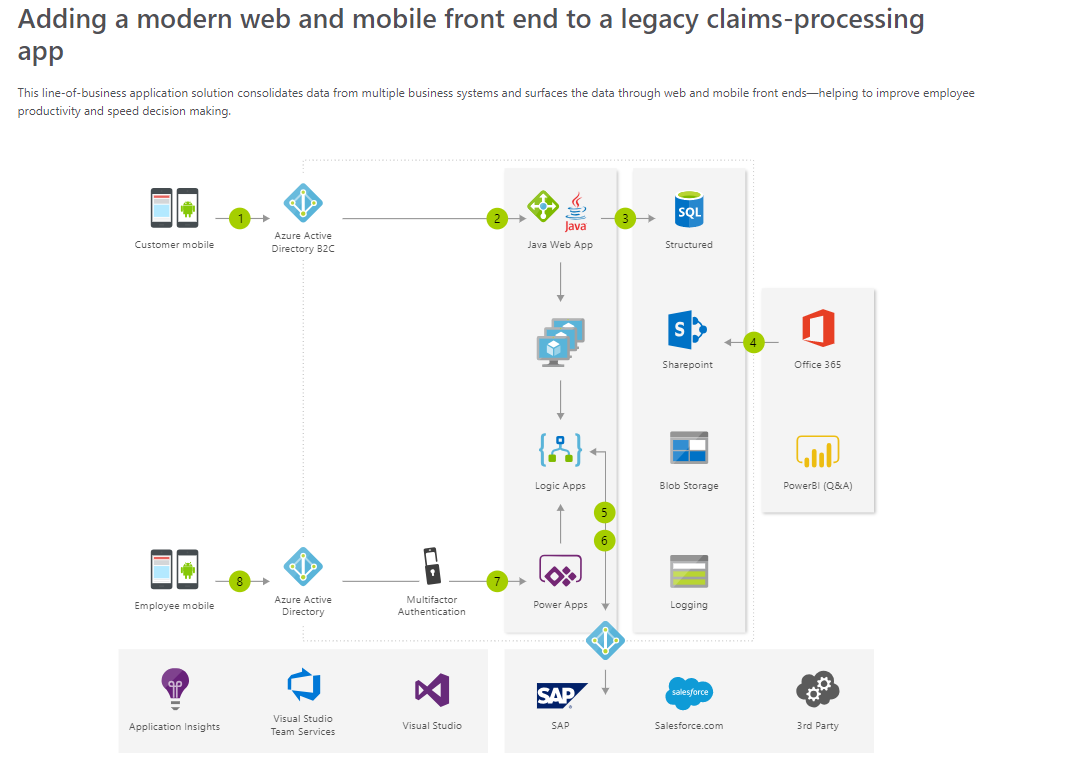 Adding a modern web and mobile front end to a legacy claims-processing
app
This line-of-business application solution consolidates data from multiple business systems and surfaces the data through web and mobile front ends—helping to improve employee
productivity and speed decision making.
Customer mobile
1
Azure Active
Directory B2C
2
Java
Java Web App
3
SQL
Structured
S
Sharepoint
4
Office 365
Logic Apps
Blob Storage
PowerBI (Q&A)
5
6
Employee mobile
8
Azure Active
Directory
Multifactor
Authentication
7
Power Apps
Logging
Application Insights
Visual Studio
Team Services
Visual Studio
SAP
SAP
salesforce
Salesforce.com
3rd Party